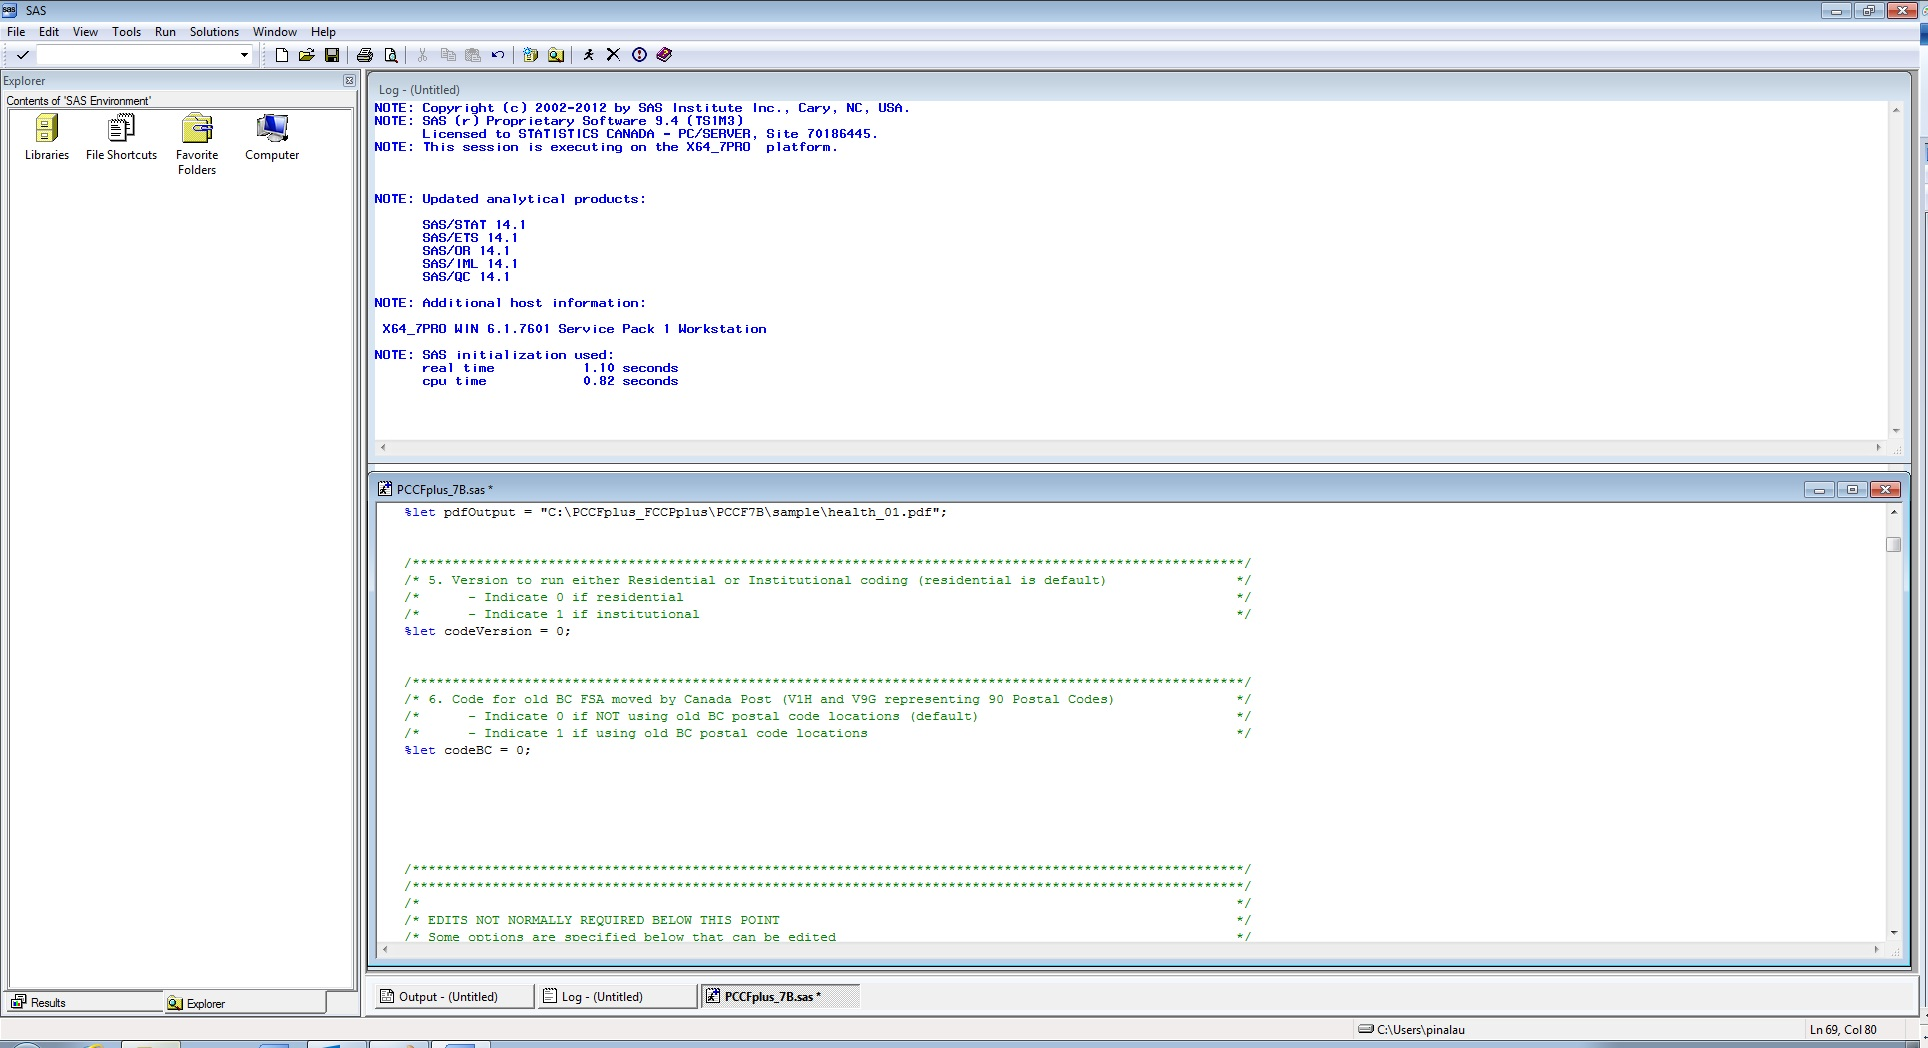 SAS
File Edit View Tools Run Solutions Window Help
Explorer
Contents of 'SAS Environment'
Libraries
File Shortcuts
Favorite
Folders
Computer
Results
Explorer
Log - (Untitled)
NOTE: Copyright (c) 2002-2012 by SAS Institute Inc., Cary, NC, USA.
NOTE: SAS (r) Proprietary Software 9.4 (TS1M3)
      Licensed to STATISTICS CANADA - PC/SERVER, Site 70186445.
NOTE: This session is executing on the X64_7PRO  platform.
NOTE: Updated analytical products:
      SAS/STAT 14.1
      SAS/ETS 14.1
      SAS/OR 14.1
      SAS/IML 14.1
      SAS/QC 14.1
NOTE: Additional host information:
 X64_7PRO WIN 6.1.7601 Service Pack 1 Workstation
NOTE: SAS initialization used:
      real time           1.10 seconds
      cpu time            0.82 seconds
PCCFplus_7B.sas *
%let pdfOutput = "C:\PCCFplus_FCCPplus\PCCF7B\sample\health_01.pdf";
/********************************************************************************************************/
/* 5. Version to run either Residential or Institutional coding (residential is default)                */
/*      - Indicate 0 if residential                                                                     */
/*      - Indicate 1 if institutional                                                                   */
%let codeVersion = 0;
/********************************************************************************************************/
/* 6. Code for old BC FSA moved by Canada Post (V1H and V9G representing 90 Postal Codes)               */
/*      - Indicate 0 if NOT using old BC postal code locations (default)                                */
/*      - Indicate 1 if using old BC postal code locations                                              */
%let codeBC = 0;
/********************************************************************************************************/
/********************************************************************************************************/
/*                                                                                                      */
/* EDITS NOT NORMALLY REQUIRED BELOW THIS POINT                                                         */
/* Some options are specified below that can be edited                                                  */
Output - (Untitled)
Log - (Untitled)
PCCFplus_7B.sas *
C:\Users\pinalau
Ln 69, Col 80